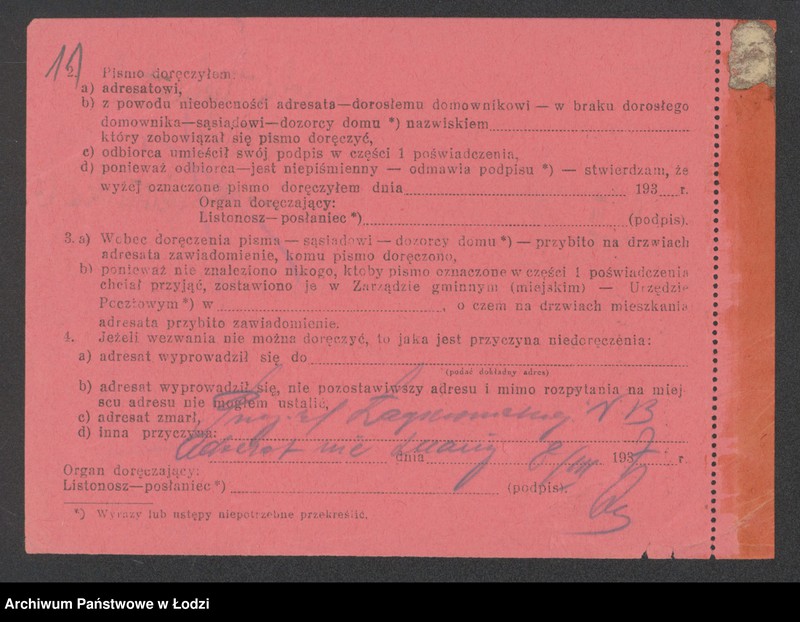 2. Pismo doręczyłem:
a) adresatowi,
b) z powodu nieobecności adresata—dorosłemu domownikowi — w braku dorosłego
domownika—sąsiadowi—dozorcy domu *) nazwiskiem
który zobowiązał się pismo doręczyć,
c) odbiorca umieścił swój podpis w części 1 poświadczenia,
d) ponieważ odbiorca—jest niepiśmienny — odmawia podpisu *) — stwierdzam, że
wyżej oznaczone pismo doręczyłem dnia 193 r.
Organ doręczający:
Listonosz—posłaniec *) (podpis).
3. a) Wobec doręczenia pisma — sąsiadowi — dozorcy domu *) — przybito na drzwiach
adresata zawiadomienie, komu pismo doręczono,
b) ponieważ nie znaleziono nikogo, ktoby pismo oznaczone w części 1 poświadczenia
chciał przyjąć, zostawiono je w Zarządzie gminnym (miejskim) — Urzędzie
Pocztowym *) w , o czem na drzwiach mieszkania
adresata przybito zawiadomienie.
4. Jeżeli wezwania nie można doręczyć, to jaka jest przyczyna niedoręczenia:
a) adresat wyprowadził się do
(podać dokładny adres)
b) adresat wyprowadził się, nie pozostawiwszy adresu i mimo rozpytania na miej-
scu adresu nie mogłem ustalić,
c) adresat zmarł,
d) inna przyczyna:
Adresat nie znany dnia 8/VII 1937 r
Organ doręczający:
Listonosz—posłaniec *) (podpis).
*) Wyrazy lub ustępy niepotrzebne przekreślić.
Archiwum Państwowe w Łodzi